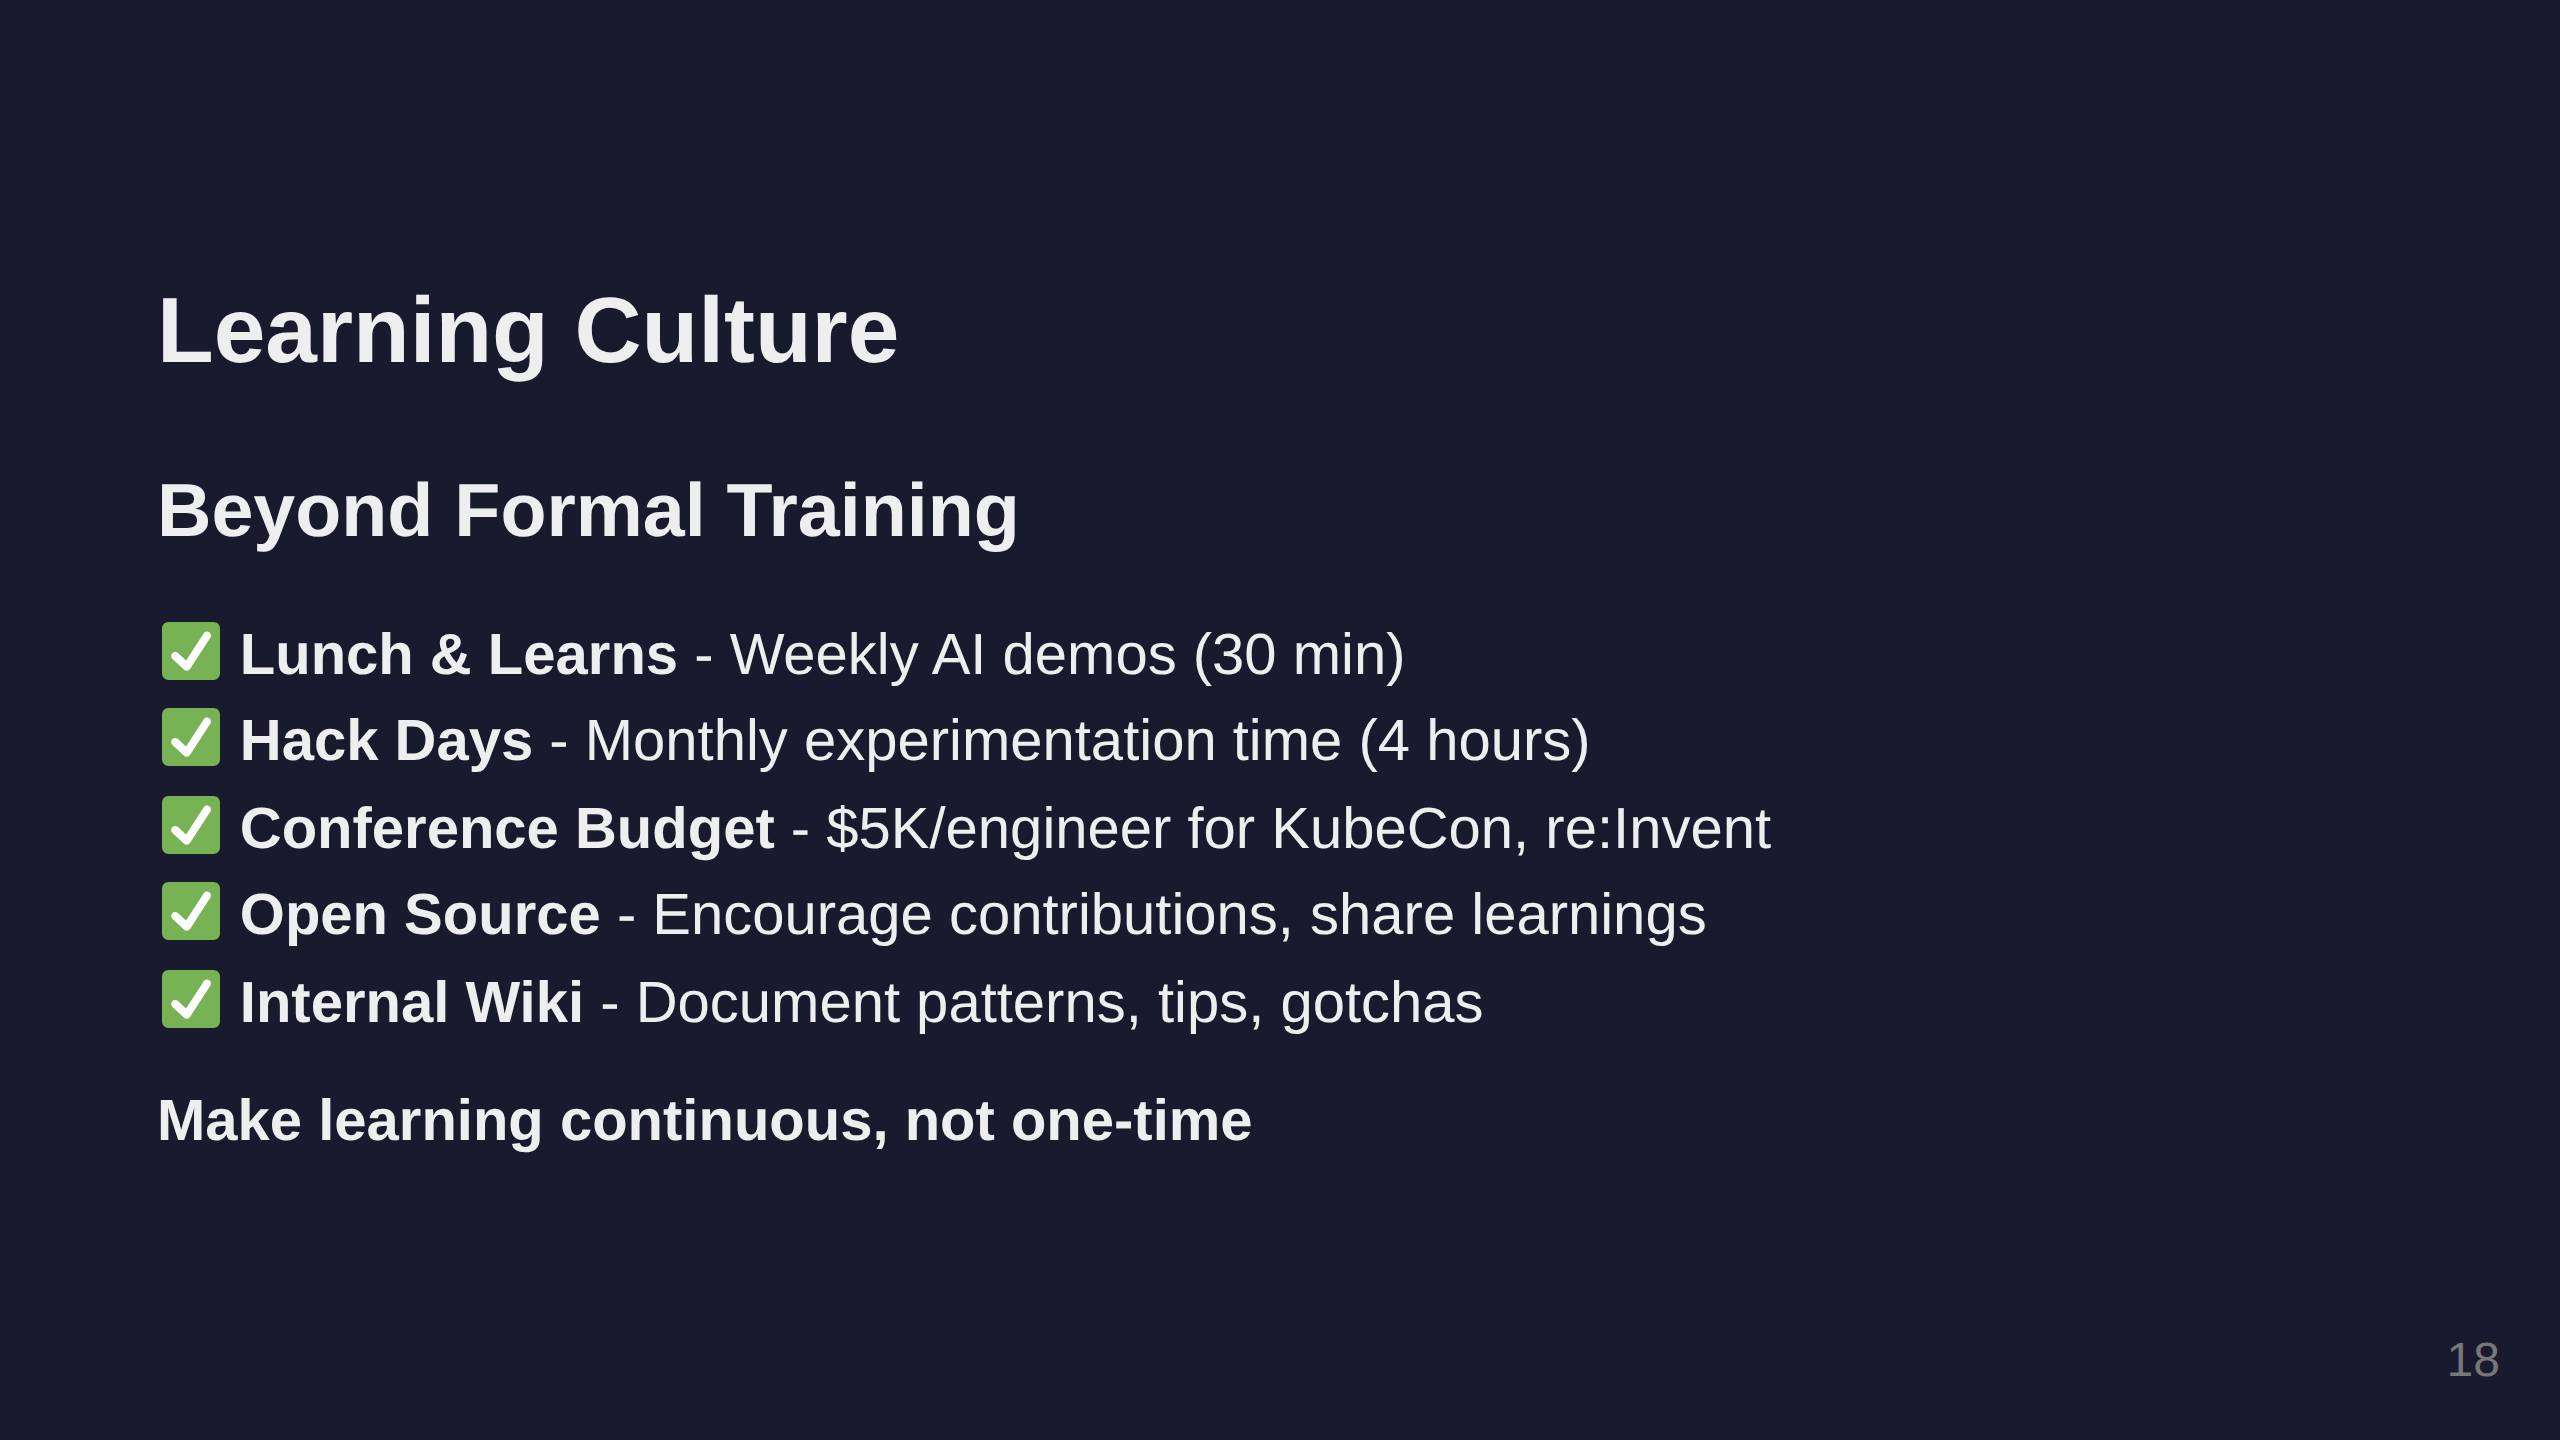 Learning Culture
Beyond Formal Training
✅ Lunch & Learns - Weekly AI demos (30 min)
✅ Hack Days - Monthly experimentation time (4 hours)
✅ Conference Budget - $5K/engineer for KubeCon, re:Invent
✅ Open Source - Encourage contributions, share learnings
✅ Internal Wiki - Document patterns, tips, gotchas
Make learning continuous, not one-time
18